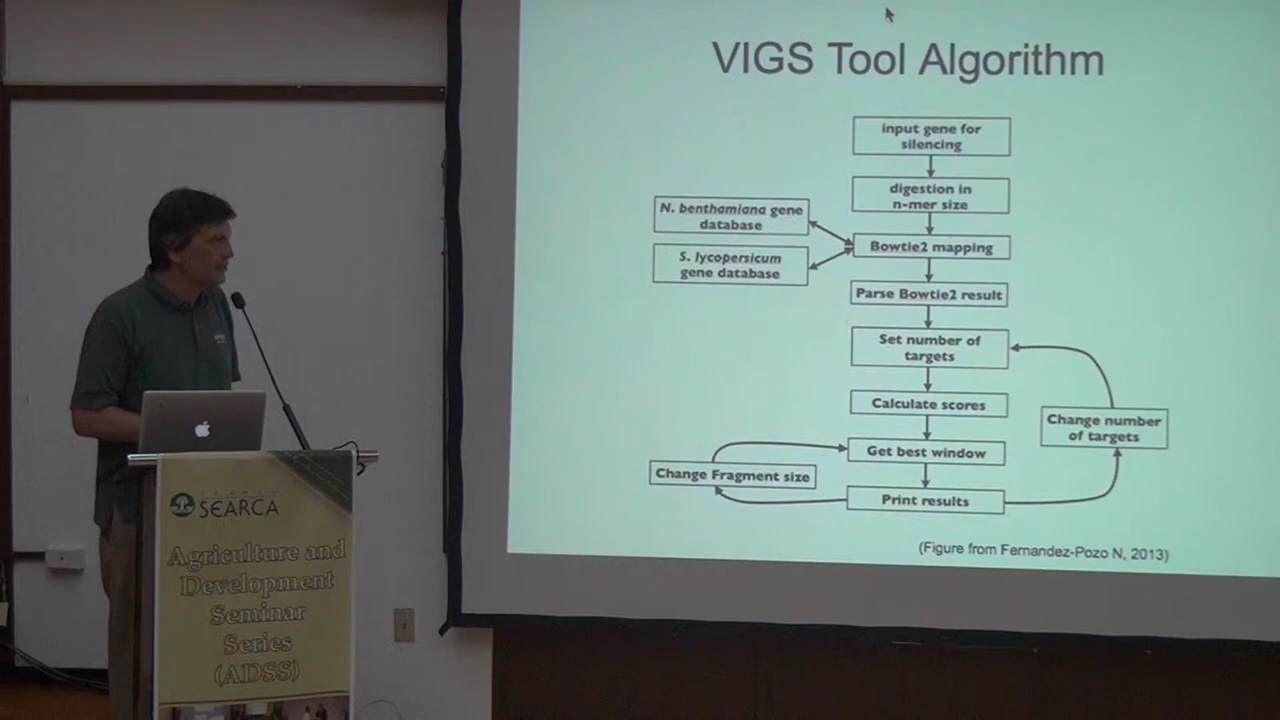 VIGS Tool Algorithm
input gene for
silencing
digestion in
n-mer size
N. benthamiana gene
database
Bowtie2 mapping
S. lycopersicum
gene database
Parse Bowtie2 result
Set number of
targets
Calculate scores
Change number
of targets
Get best window
Change Fragment size
Print results
(Figure from Fernandez-Pozo N, 2013)
SEARCA
Agriculture and
Development
Seminar
Series
(ADSS)